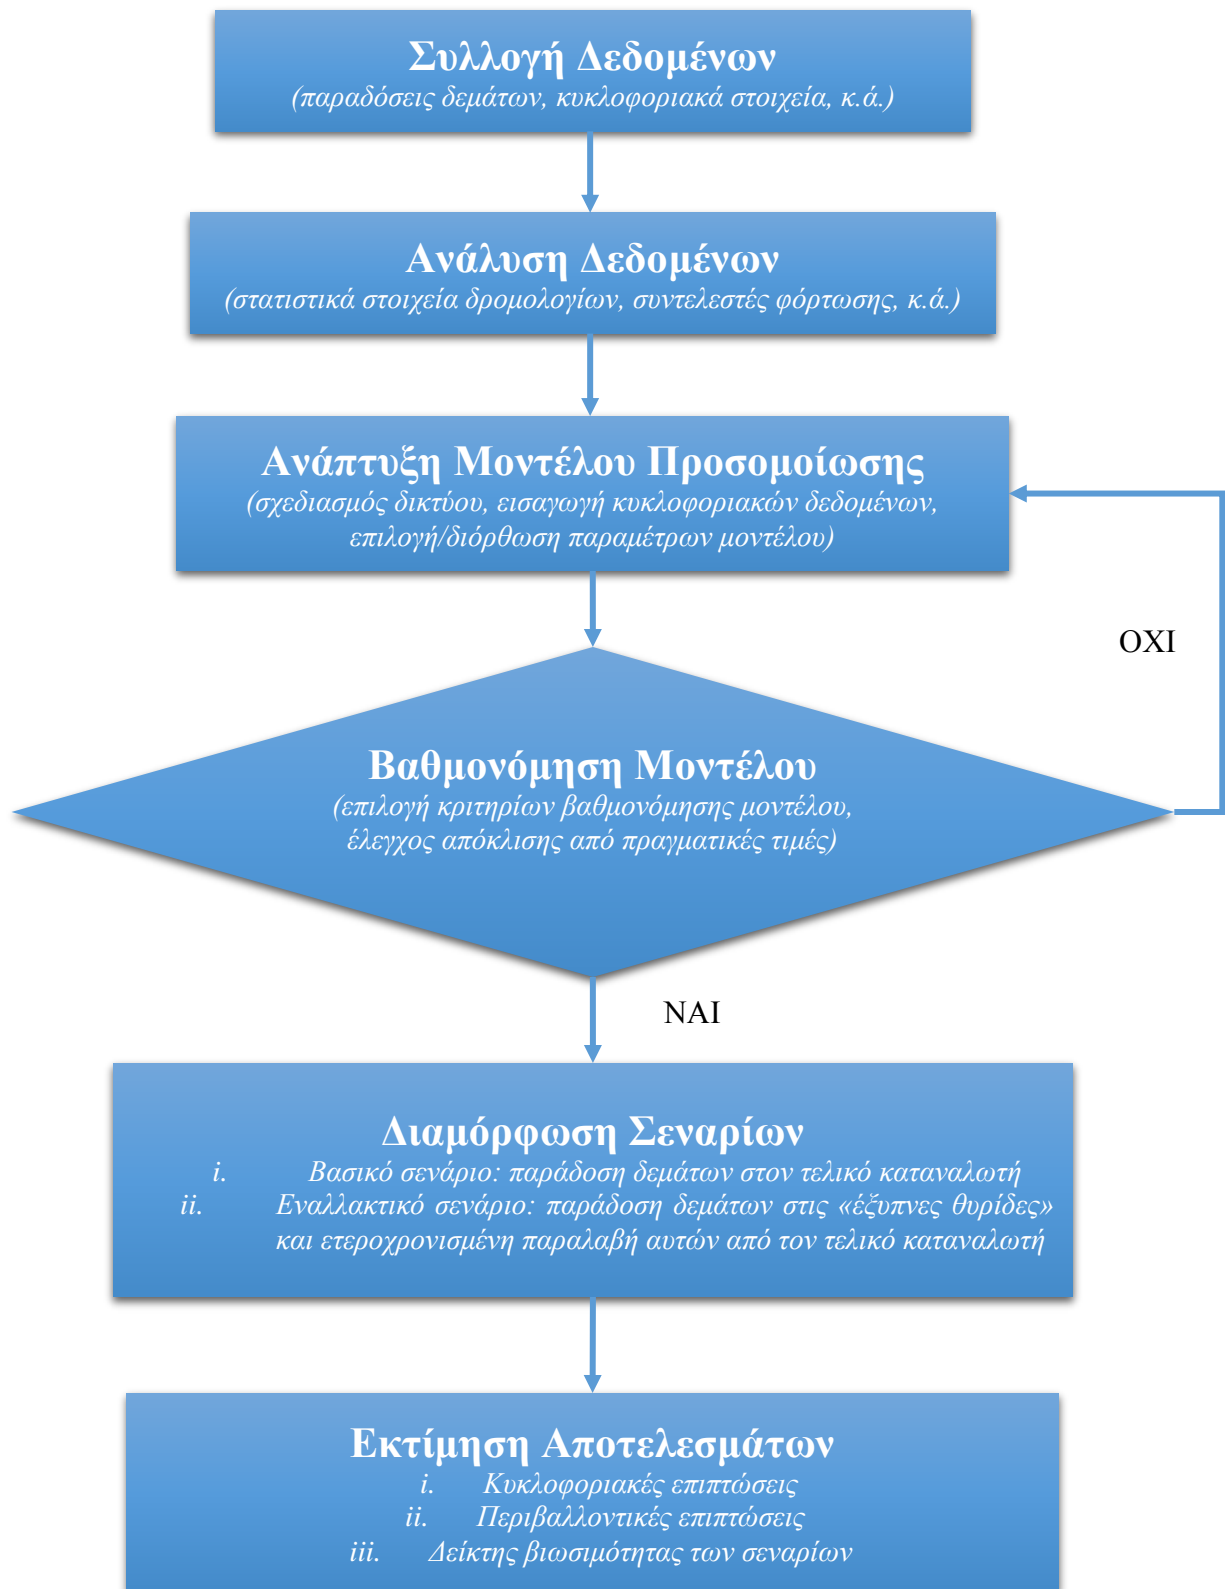 Συλλογή Δεδομένων
(παραδόσεις δεμάτων, κυκλοφοριακά στοιχεία, κ.ά.)
Ανάλυση Δεδομένων
(στατιστικά στοιχεία δρομολογίων, συντελεστές φόρτωσης, κ.ά.)
Ανάπτυξη Μοντέλου Προσομοίωσης
(σχεδιασμός δικτύου, εισαγωγή κυκλοφοριακών δεδομένων,
επιλογή/διόρθωση παραμέτρων μοντέλου)
ΟΧΙ
Βαθμονόμηση Μοντέλου
(επιλογή κριτηρίων βαθμονόμησης μοντέλου,
έλεγχος απόκλισης από πραγματικές τιμές)
ΝΑΙ
Διαμόρφωση Σεναρίων
i. Βασικό σενάριο: παράδοση δεμάτων στον τελικό καταναλωτή
ii. Εναλλακτικό σενάριο: παράδοση δεμάτων στις «έξυπνες θυρίδες»
και ετεροχρονισμένη παραλαβή αυτών από τον τελικό καταναλωτή
Εκτίμηση Αποτελεσμάτων
i. Κυκλοφοριακές επιπτώσεις
ii. Περιβαλλοντικές επιπτώσεις
iii. Δείκτης βιωσιμότητας των σεναρίων